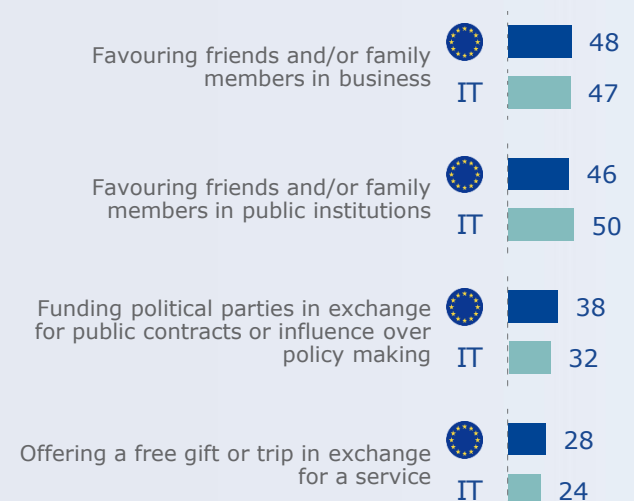 Favouring friends and/or family
members in business
48
IT 47
Favouring friends and/or family
members in public institutions
46
IT 50
Funding political parties in exchange
for public contracts or influence over
policy making
38
IT 32
Offering a free gift or trip in exchange
for a service
28
IT 24